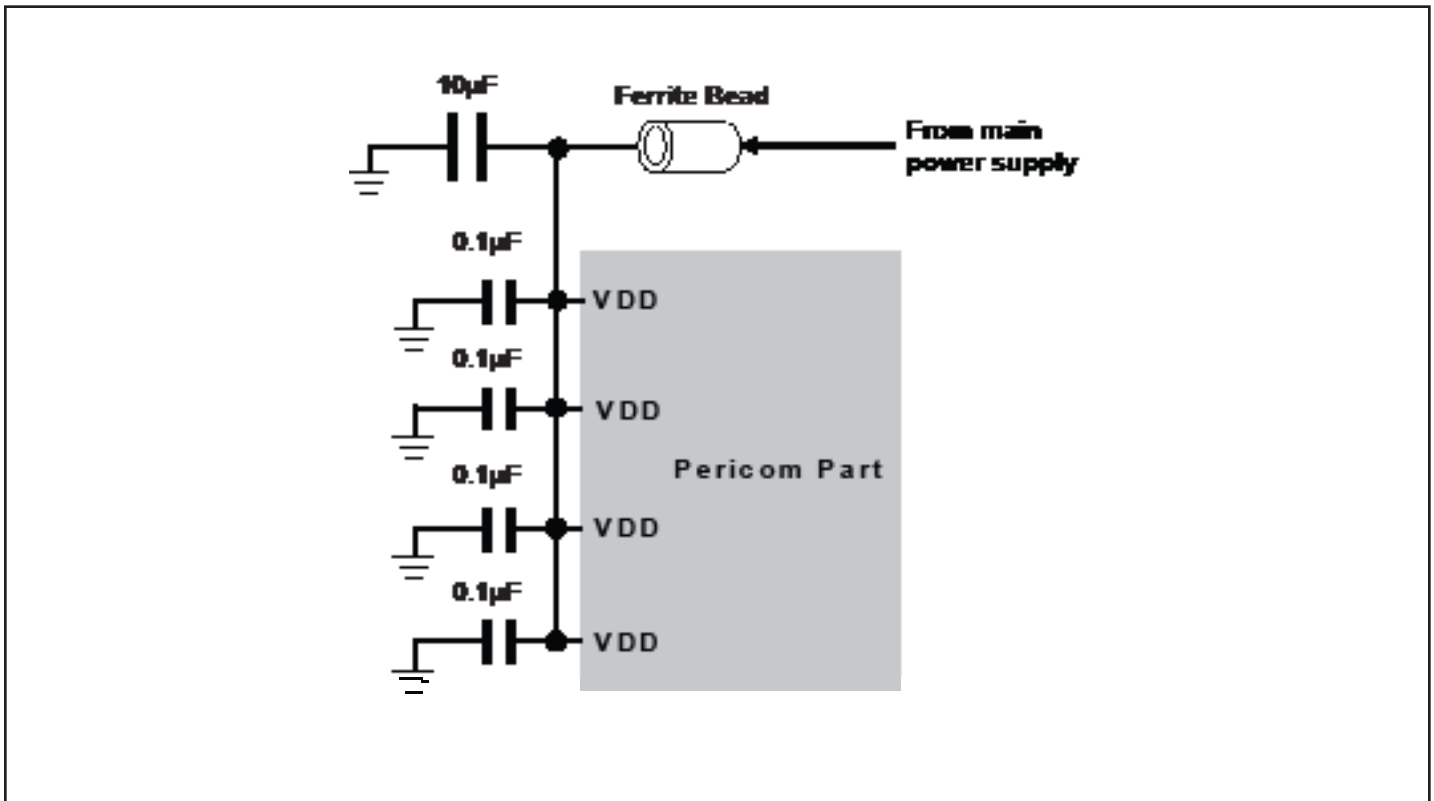 10µF
Ferrite Bead
From main
power supply
0.1µF
VDD
0.1µF
VDD
Pericom Part
0.1µF
VDD
0.1µF
VDD